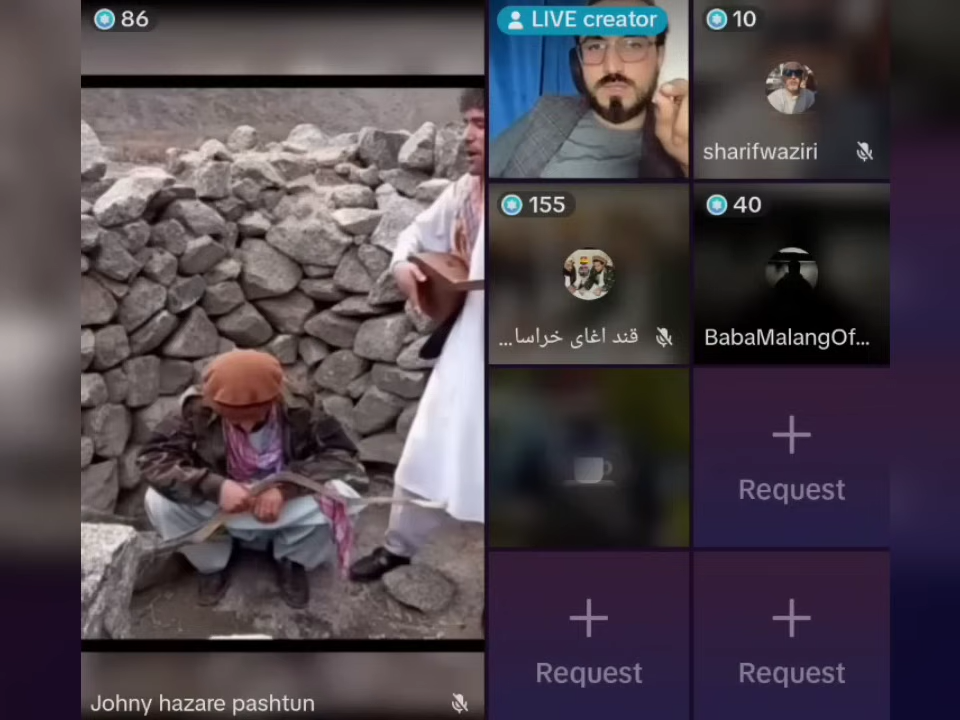 86
LIVE creator
10
sharifwaziri
155
40
قند اغای خراسا...
BabaMalangOf...
Request
Request
Request
Johny hazare pashtun